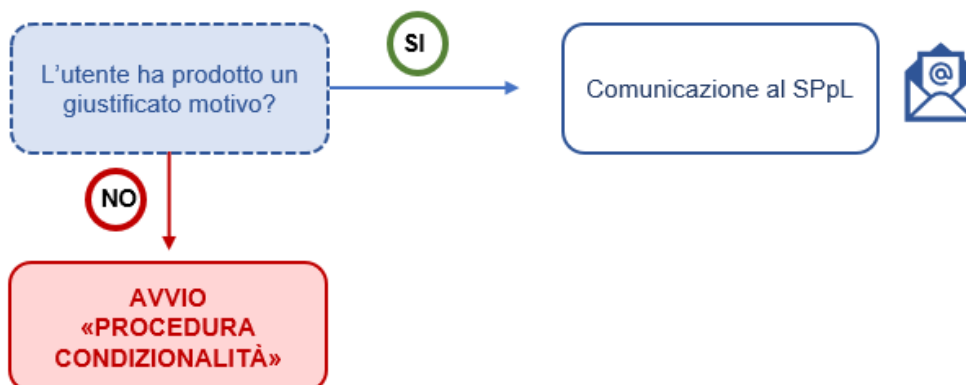 L'utente ha prodotto un
giustificato motivo?
SI
Comunicazione al SPpL
@
NO
AVVIO
«PROCEDURA
CONDIZIONALITÀ»